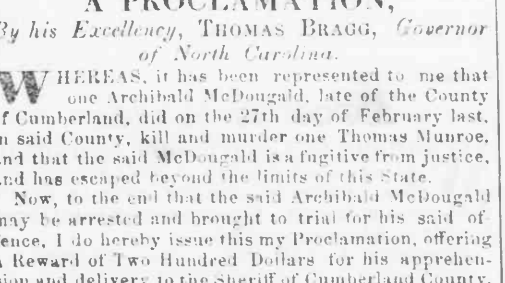 A PROCLAMATION,
By his Excellency, THOMAS BRAGG, Governor
of North Carolina.
WHEREAS, it has been represented to me that
one Archibald McDougald, late of the County
of Cumberland, did on the 27th day of February last,
in said County, kill and murder one Thomas Munroe,
and that the said McDougald is a fugitive from justice,
and has escaped beyond the limits of this State.
Now, to the end that the said Archibald McDougald
may be arrested and brought to trial for his said of-
fence, I do hereby issue this my Proclamation, offering
a Reward of Two Hundred Dollars for his apprehen-
sion and delivery to the Sheriff of Cumberland County,